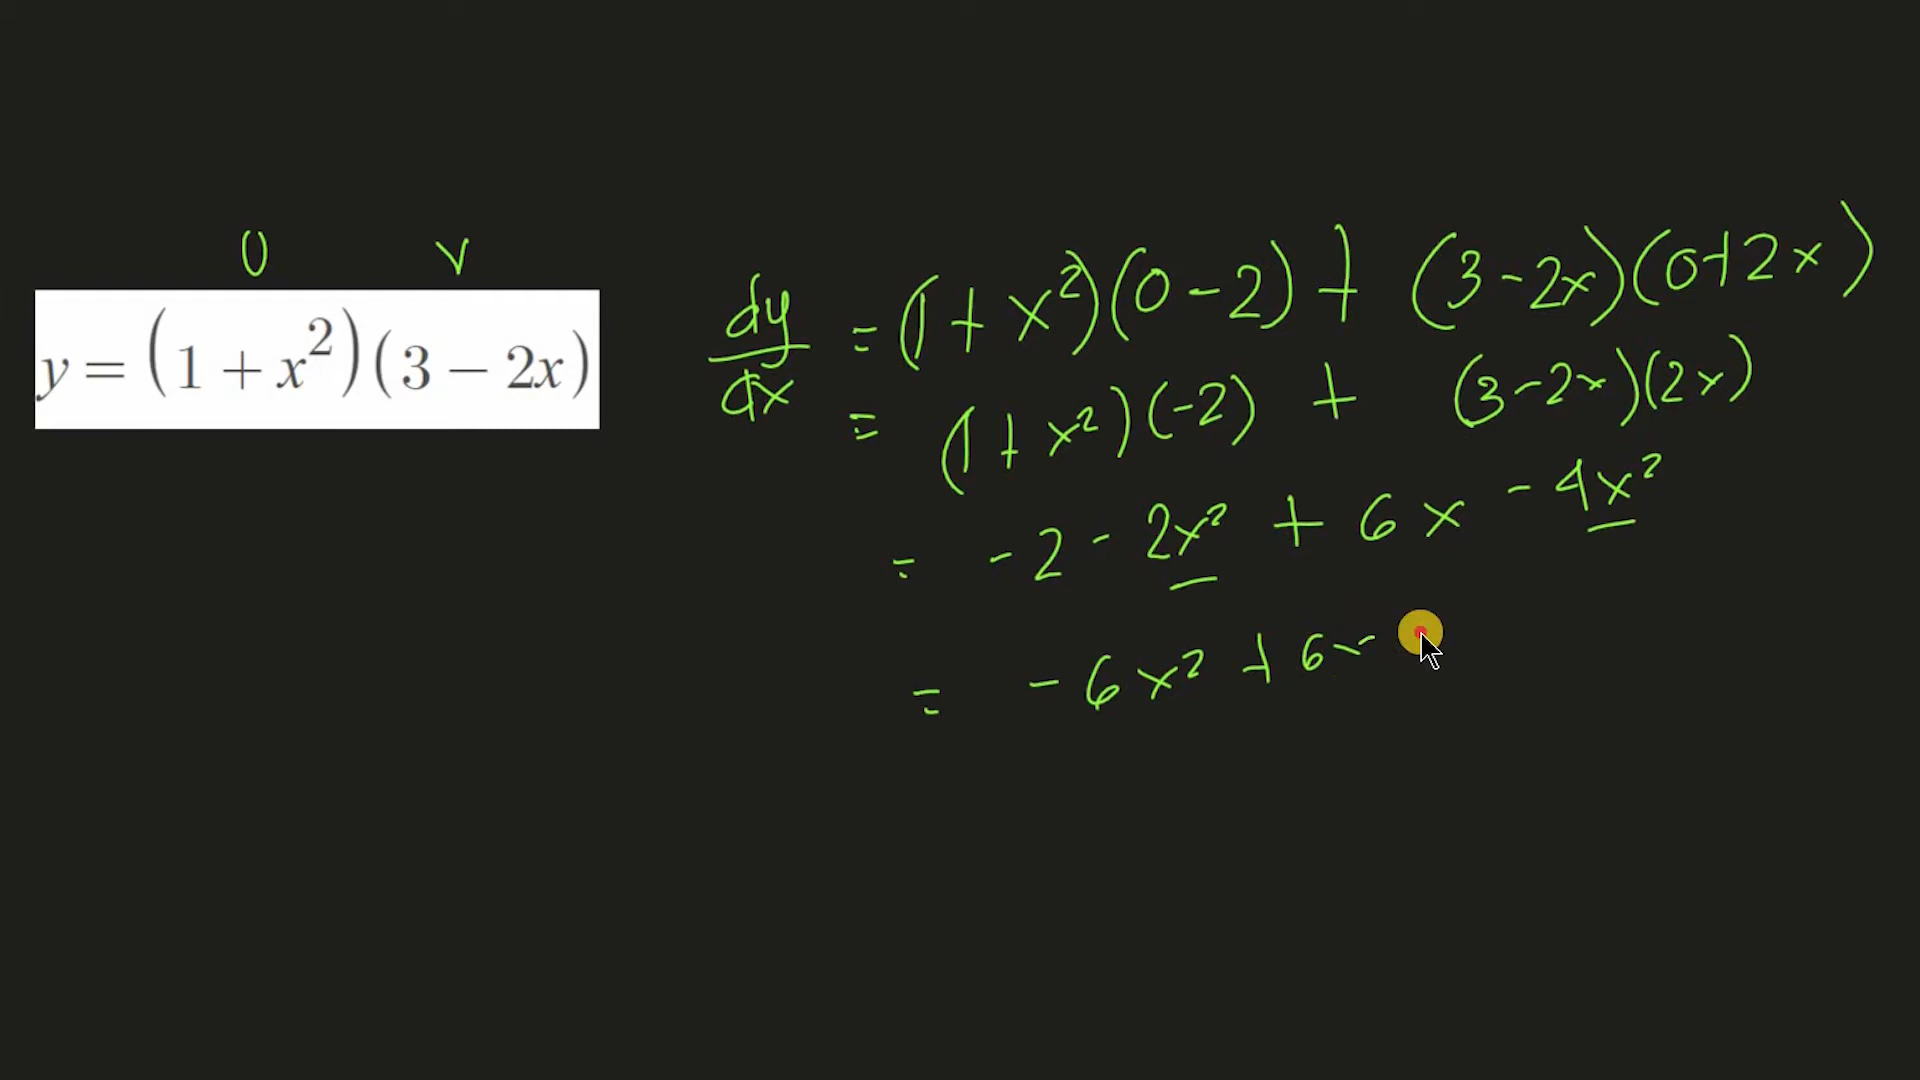 U V
y = (1 + x²)(3 − 2x)
dy/dx = (1 + x²)(0 - 2) + (3 - 2x)(0+2x)
= (1 + x²)(-2) + (3-2x)(2x)
= -2 - 2x² + 6x - 4x²
= -6x² + 6x